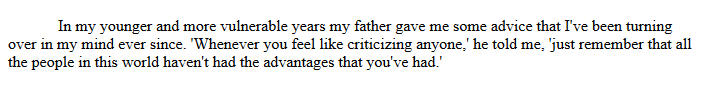 In my younger and more vulnerable years my father gave me some advice that I've been turning
over in my mind ever since. 'Whenever you feel like criticizing anyone,' he told me, 'just remember that all
the people in this world haven't had the advantages that you've had.'